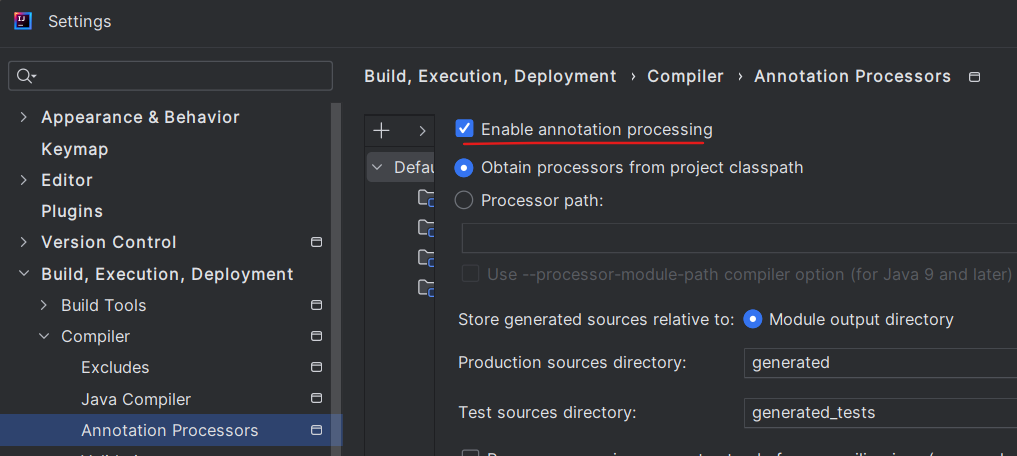 Settings
Appearance & Behavior
Keymap
Editor
Plugins
Version Control
Build, Execution, Deployment
Build Tools
Compiler
Excludes
Java Compiler
Annotation Processors
Build, Execution, Deployment › Compiler › Annotation Processors
Enable annotation processing
Obtain processors from project classpath
Processor path:
Use --processor-module-path compiler option (for Java 9 and later)
Store generated sources relative to: Module output directory
Production sources directory: generated
Test sources directory: generated_tests